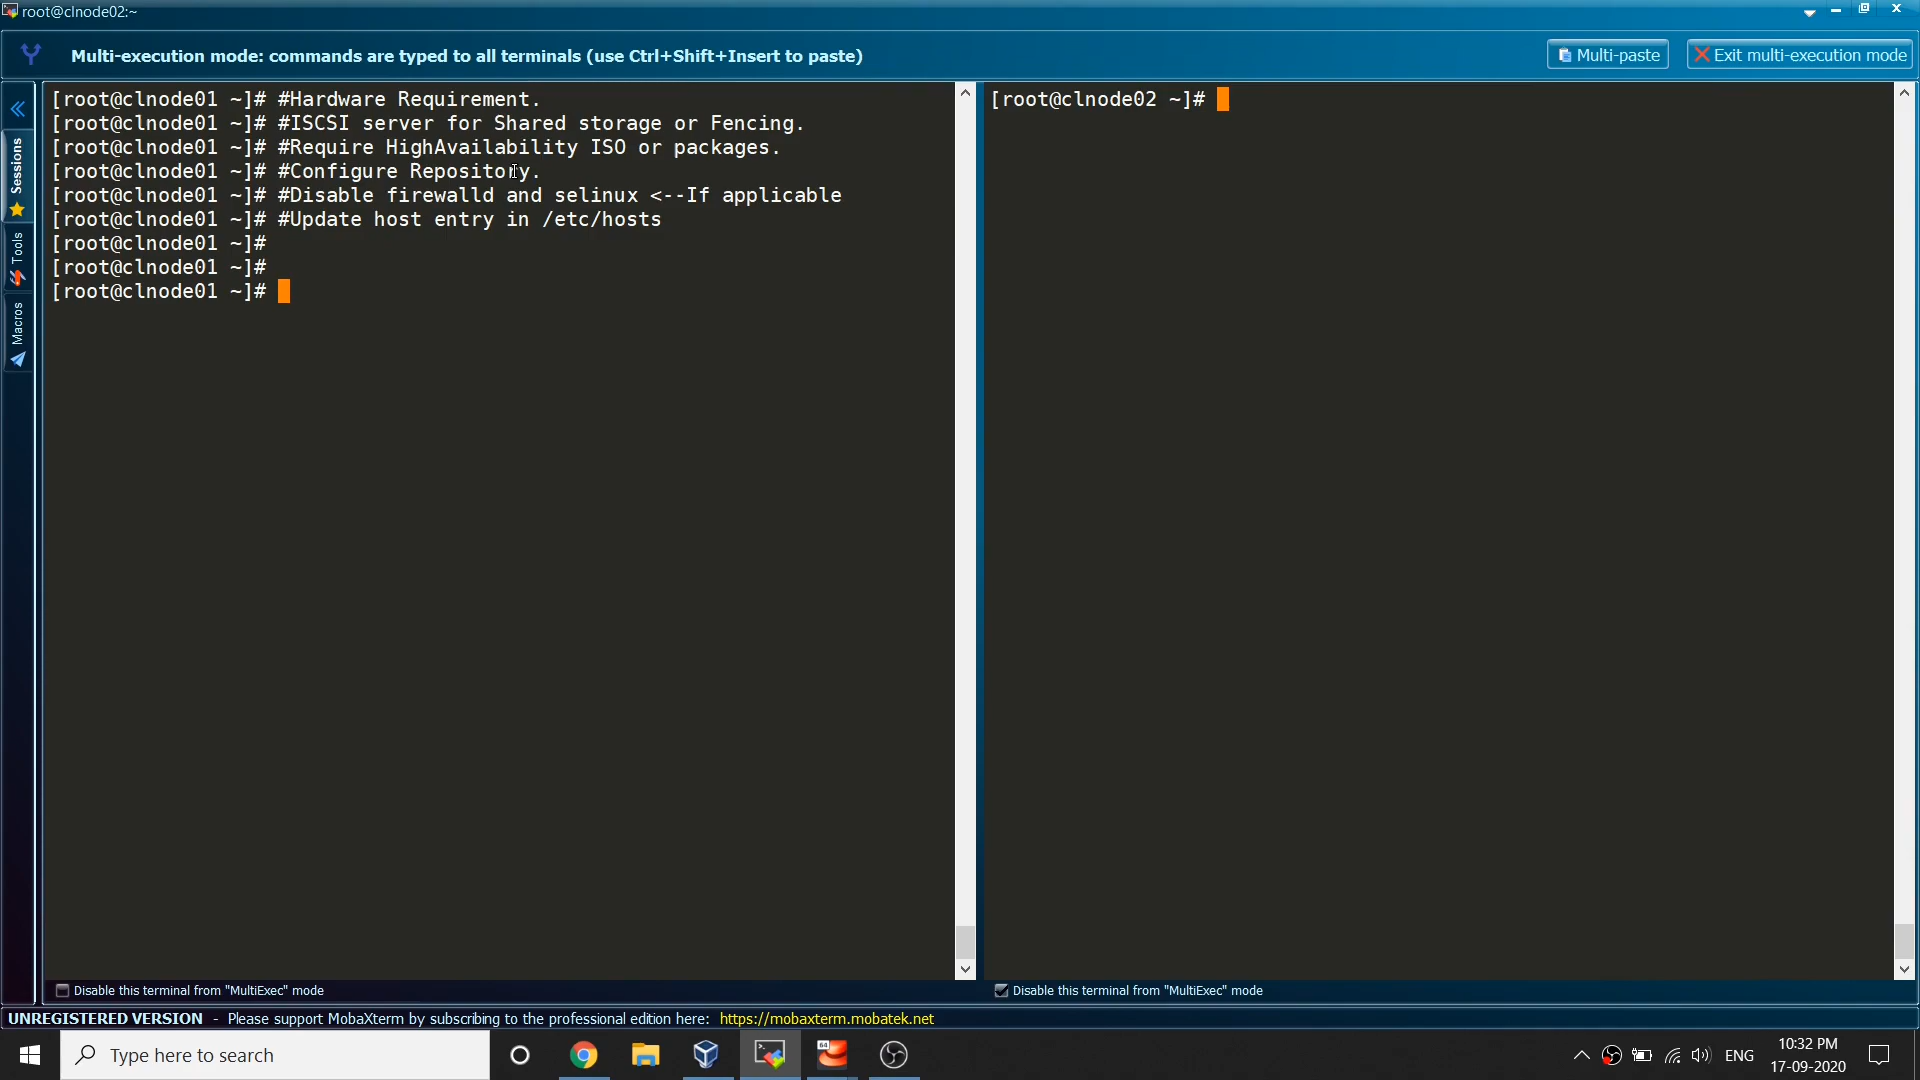 root@clnode02:~
Multi-execution mode: commands are typed to all terminals (use Ctrl+Shift+Insert to paste)
Multi-paste
Exit multi-execution mode
Sessions
Tools
Macros
[root@clnode01 ~]# #Hardware Requirement.
[root@clnode01 ~]# #ISCSI server for Shared storage or Fencing.
[root@clnode01 ~]# #Require HighAvailability ISO or packages.
[root@clnode01 ~]# #Configure Repository.
[root@clnode01 ~]# #Disable firewalld and selinux <--If applicable
[root@clnode01 ~]# #Update host entry in /etc/hosts
[root@clnode01 ~]#
[root@clnode01 ~]#
[root@clnode01 ~]#
[root@clnode02 ~]#
Disable this terminal from "MultiExec" mode
Disable this terminal from "MultiExec" mode
UNREGISTERED VERSION - Please support MobaXterm by subscribing to the professional edition here: https://mobaxterm.mobatek.net
Type here to search
64
ENG
10:32 PM
17-09-2020